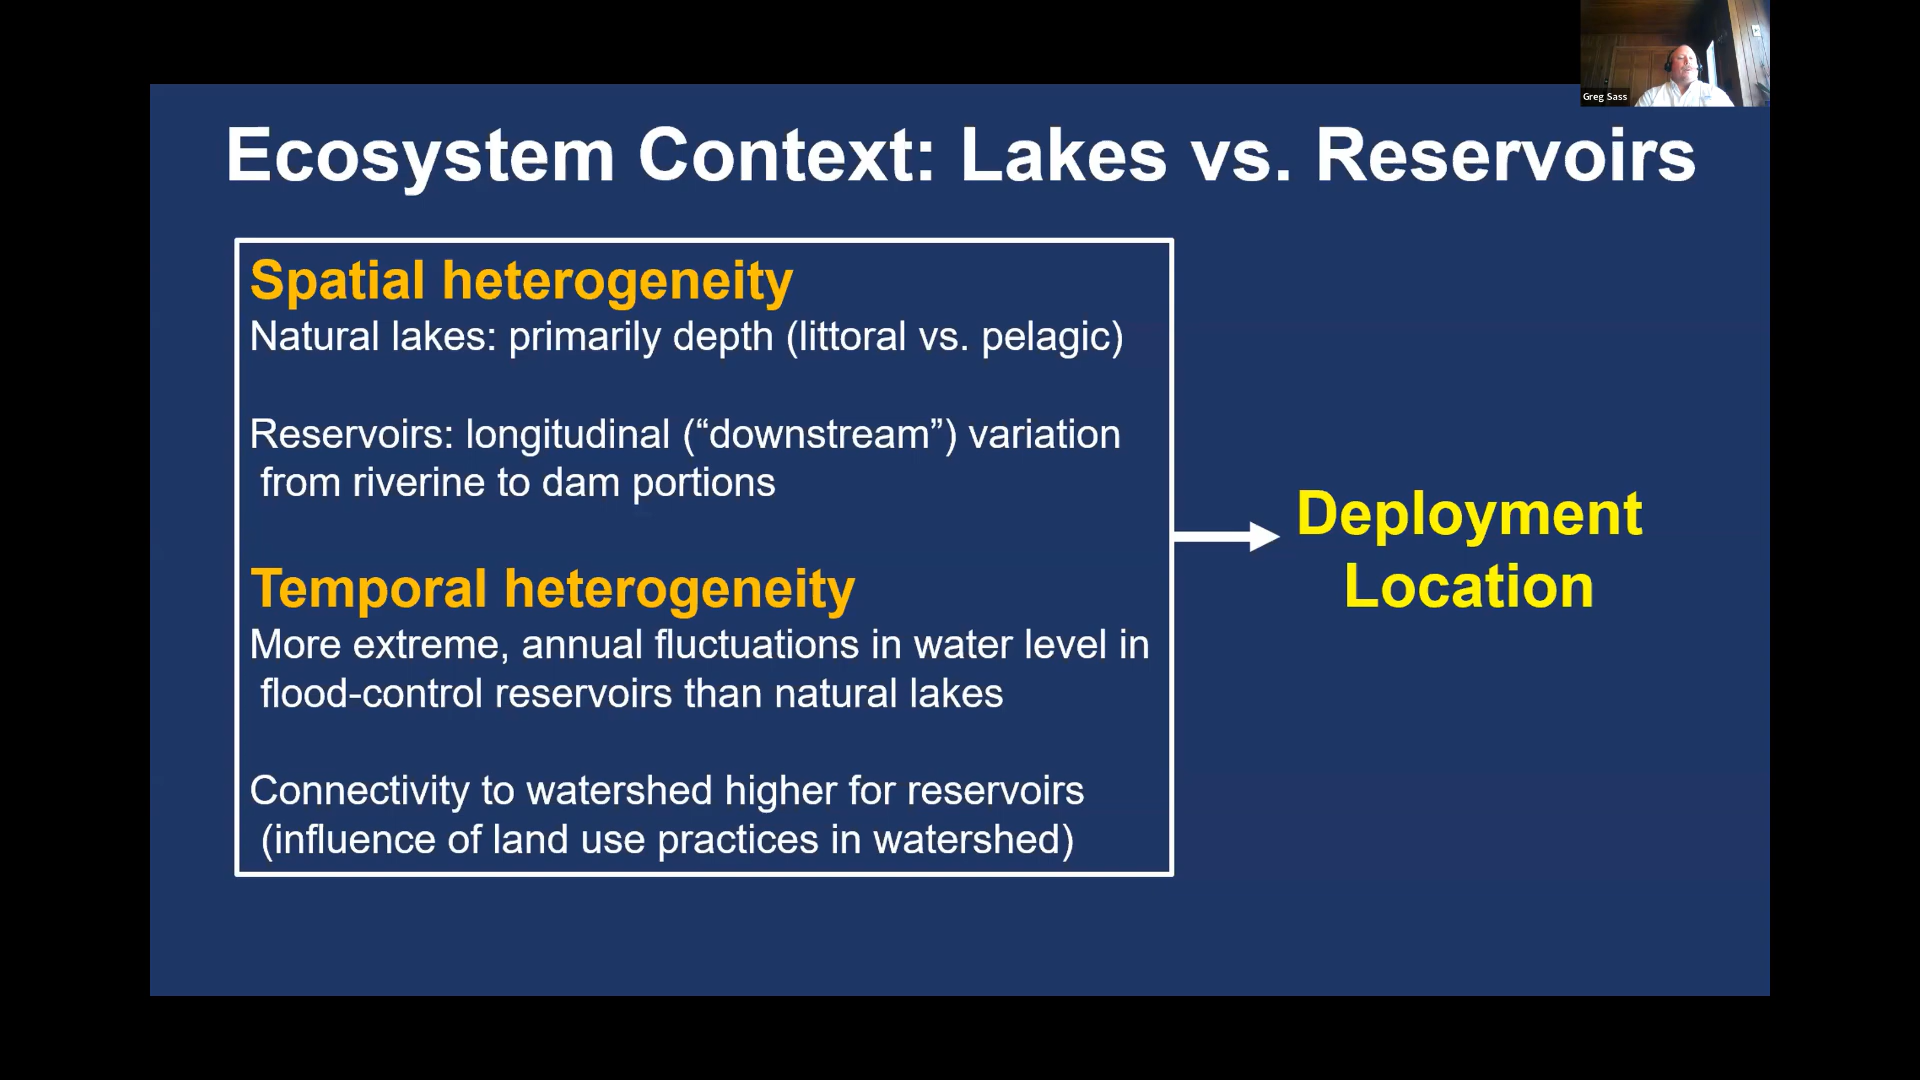 Greg Sass
Ecosystem Context: Lakes vs. Reservoirs
Spatial heterogeneity
Natural lakes: primarily depth (littoral vs. pelagic)
Reservoirs: longitudinal (“downstream”) variation
from riverine to dam portions
Temporal heterogeneity
More extreme, annual fluctuations in water level in
flood-control reservoirs than natural lakes
Connectivity to watershed higher for reservoirs
(influence of land use practices in watershed)
Deployment
Location